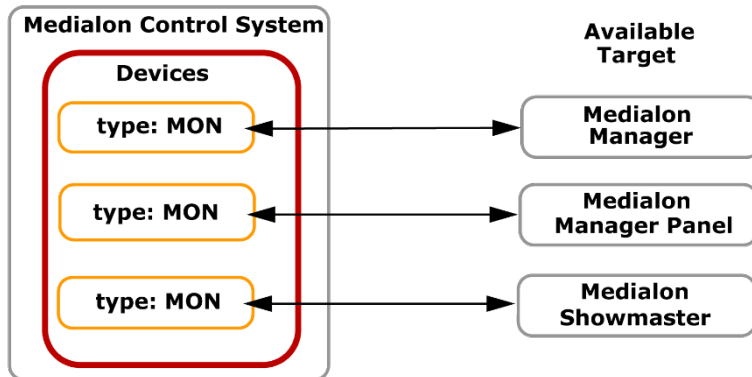 Medialon Control System
Devices
type: MON
type: MON
type: MON
Available
Target
Medialon
Manager
Medialon
Manager Panel
Medialon
Showmaster